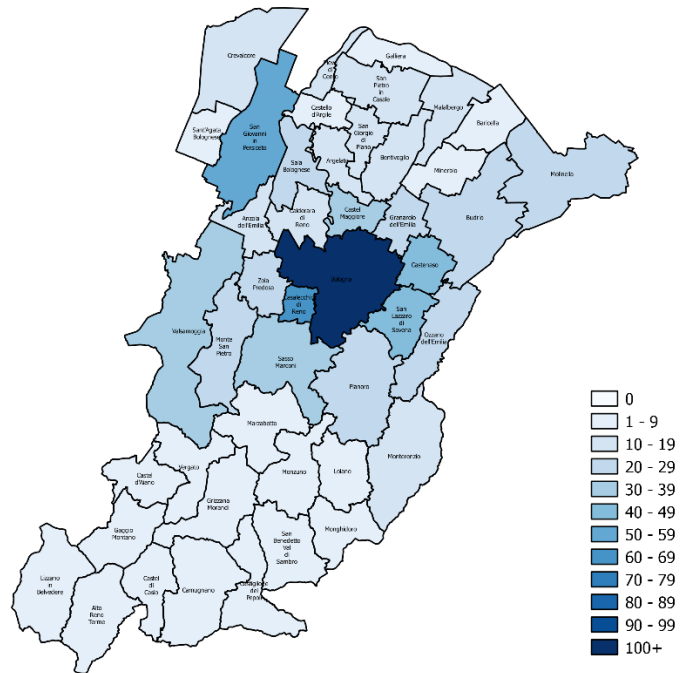 Crevalcore
Galliera
Pieve
di
Cento
San
Pietro
in
Casale
Malalbergo
Castello
d'Argile
Baricella
Sant'Agata
Bolognese
San
Giovanni
in
Persiceto
San
Giorgio
di
Piano
Sala
Bolognese
Argelato
Bentivoglio
Minerbio
Molinella
Anzola
dell'Emilia
Calderara
di
Reno
Castel
Maggiore
Granarolo
dell'Emilia
Budrio
Castenaso
Bologna
Zola
Predosa
Casalecchio
di
Reno
San
Lazzaro
di
Savena
Ozzano
dell'Emilia
Valsamoggia
Monte
San
Pietro
Sasso
Marconi
Pianoro
Marzabotto
Monterenzio
Vergato
Castel
d'Aiano
Monzuno
Loiano
Grizzana
Morandi
Gaggio
Montano
San
Benedetto
Val
di
Sambro
Monghidoro
Lizzano
in
Belvedere
Castel
di
Casio
Camugnano
Castiglione
dei
Pepoli
Alto
Reno
Terme
0
1 - 9
10 - 19
20 - 29
30 - 39
40 - 49
50 - 59
60 - 69
70 - 79
80 - 89
90 - 99
100+